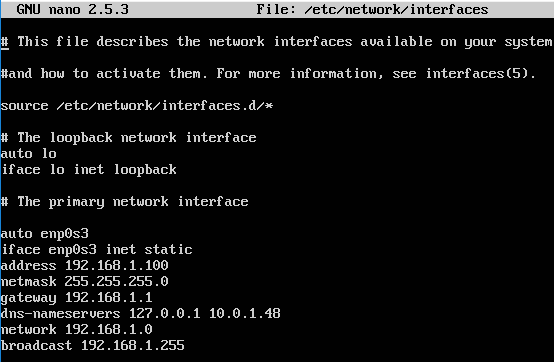 GNU nano 2.5.3 File: /etc/network/interfaces
# This file describes the network interfaces available on your system
#and how to activate them. For more information, see interfaces(5).
source /etc/network/interfaces.d/*
# The loopback network interface
auto lo
iface lo inet loopback
# The primary network interface
auto enp0s3
iface enp0s3 inet static
address 192.168.1.100
netmask 255.255.255.0
gateway 192.168.1.1
dns-nameservers 127.0.0.1 10.0.1.48
network 192.168.1.0
broadcast 192.168.1.255